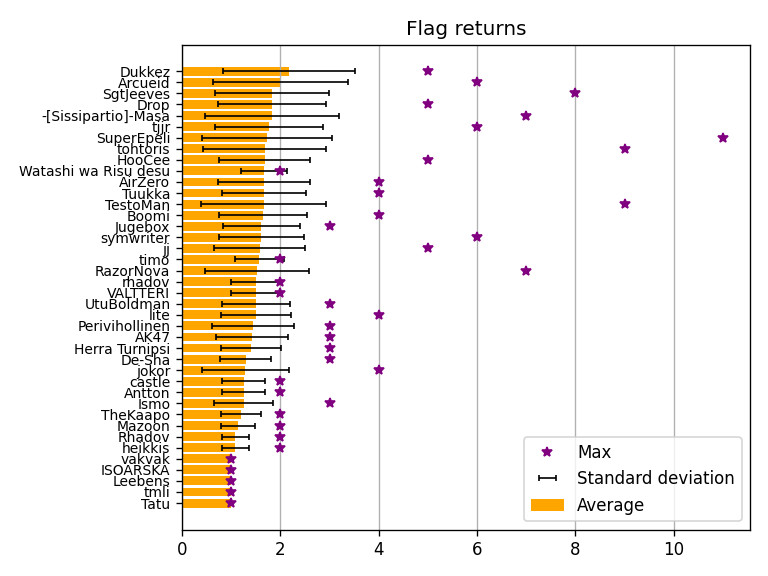 Flag returns
Dukkez
Arcueid
SgtJeeves
Drop
-[Sissipartio]-Masa
tjir
SuperEpeli
tohtoris
HooCee
Watashi wa Risu desu
AirZero
Tuukka
TestoMan
Boomi
Jugebox
symwriter
jj
timo
RazorNova
rhadov
VALTTERI
UtuBoldman
lite
Perivihollinen
AK47
Herra Turnipsi
De-Sha
jokor
castle
Antton
Ismo
TheKaapo
Mazoon
Rhadov
heikkis
vakvak
ISOARSKA
Leebens
tmli
Tatu
Max
Standard deviation
Average
0 2 4 6 8 10